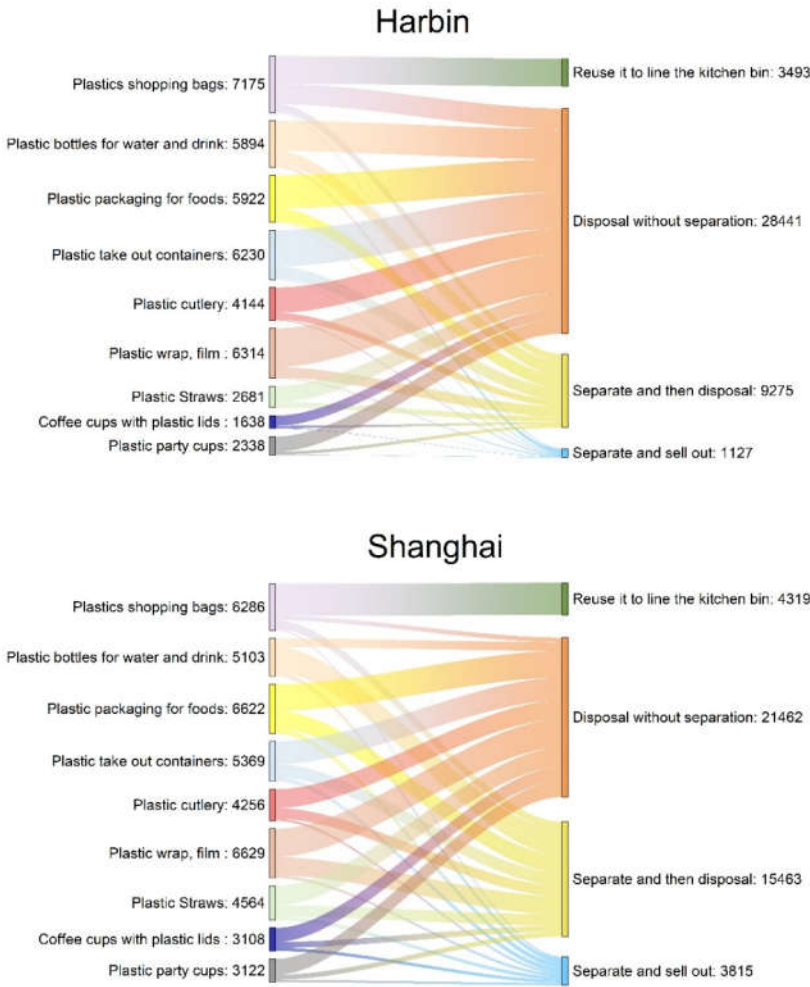 Harbin
Plastics shopping bags: 7175
Reuse it to line the kitchen bin: 3493
Plastic bottles for water and drink: 5894
Plastic packaging for foods: 5922
Disposal without separation: 28441
Plastic take out containers: 6230
Plastic cutlery: 4144
Plastic wrap, film : 6314
Separate and then disposal: 9275
Plastic Straws: 2681
Coffee cups with plastic lids : 1638
Plastic party cups: 2338
Separate and sell out: 1127
Shanghai
Plastics shopping bags: 6286
Reuse it to line the kitchen bin: 4319
Plastic bottles for water and drink: 5103
Plastic packaging for foods: 6622
Disposal without separation: 21462
Plastic take out containers: 5369
Plastic cutlery: 4256
Plastic wrap, film : 6629
Separate and then disposal: 15463
Plastic Straws: 4564
Coffee cups with plastic lids : 3108
Plastic party cups: 3122
Separate and sell out: 3815